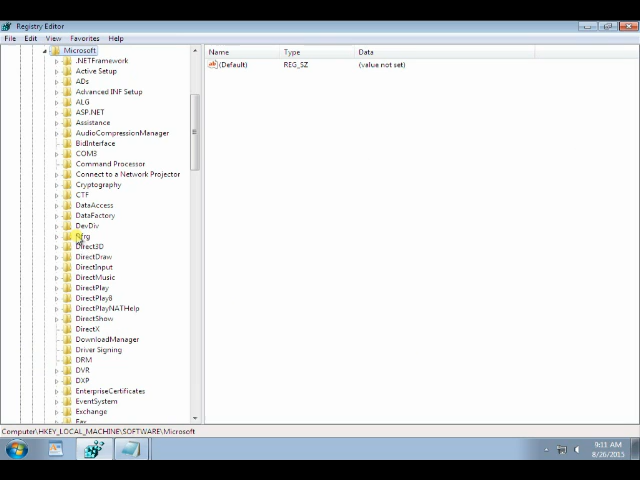 Registry Editor
File Edit View Favorites Help
Microsoft
Name Type Data
.NETFramework
(Default) REG_SZ (value not set)
Active Setup
ADs
Advanced INF Setup
ALG
ASP.NET
Assistance
AudioCompressionManager
BidInterface
COM3
Command Processor
Connect to a Network Projector
Cryptography
CTF
DataAccess
DataFactory
DevDiv
Direct3D
DirectDraw
DirectInput
DirectMusic
DirectPlay
DirectPlay8
DirectPlayNATHelp
DirectShow
DirectX
DownloadManager
Driver Signing
DRM
DVR
DXP
EnterpriseCertificates
EventSystem
Exchange
Fax
Computer\HKEY_LOCAL_MACHINE\SOFTWARE\Microsoft
9:11 AM
8/26/2015